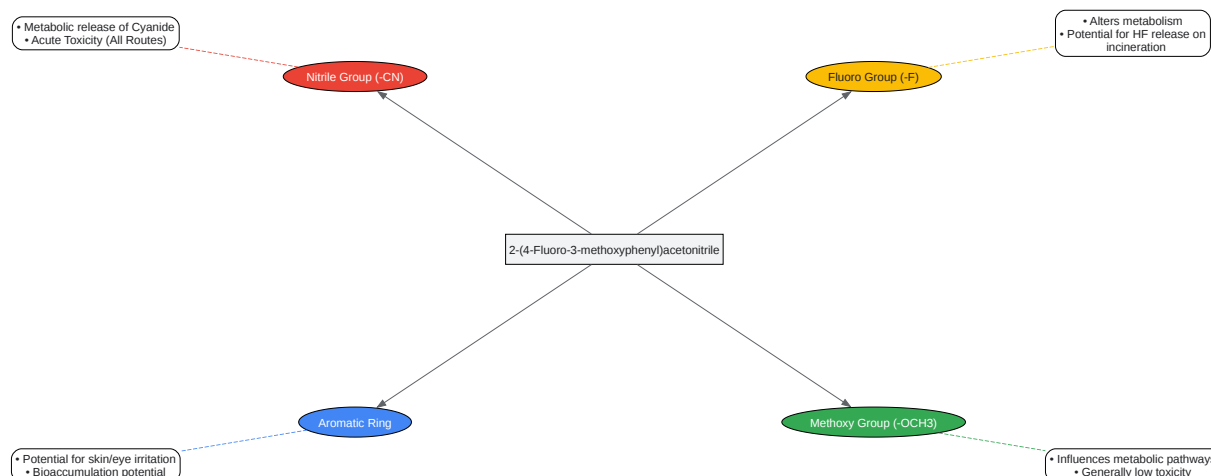 • Metabolic release of Cyanide
• Acute Toxicity (All Routes)
• Alters metabolism
• Potential for HF release on
incineration
Nitrile Group (-CN)
Fluoro Group (-F)
2-(4-Fluoro-3-methoxyphenyl)acetonitrile
Aromatic Ring
Methoxy Group (-OCH3)
• Potential for skin/eye irritation
• Bioaccumulation potential
• Influences metabolic pathways
• Generally low toxicity